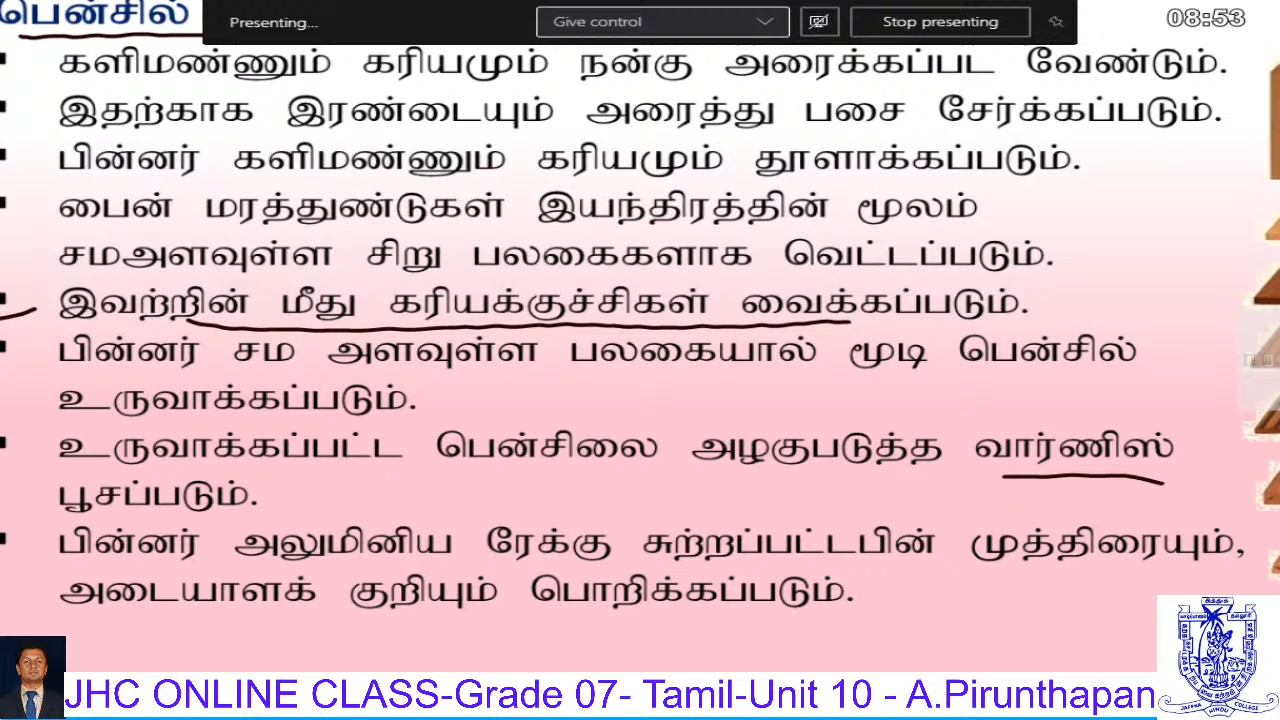 பென்சில்
Presenting...
Give control
Stop presenting
08:53
களிமண்ணும் கரியமும் நன்கு அரைக்கப்பட வேண்டும்.
இதற்காக இரண்டையும் அரைத்து பசை சேர்க்கப்படும்.
பின்னர் களிமண்ணும் கரியமும் தூளாக்கப்படும்.
பைன் மரத்துண்டுகள் இயந்திரத்தின் மூலம்
சமஅளவுள்ள சிறு பலகைகளாக வெட்டப்படும்.
இவற்றின் மீது கரியக்குச்சிகள் வைக்கப்படும்.
பின்னர் சம அளவுள்ள பலகையால் மூடி பென்சில்
உருவாக்கப்படும்.
உருவாக்கப்பட்ட பென்சிலை அழகுபடுத்த வார்ணிஸ்
பூசப்படும்.
பின்னர் அலுமினிய ரேக்கு சுற்றப்பட்டபின் முத்திரையும்,
அடையாளக் குறியும் பொறிக்கப்படும்.
JHC ONLINE CLASS-Grade 07- Tamil-Unit 10 - A.Pirunthapan
JAFFNA HINDU COLLEGE